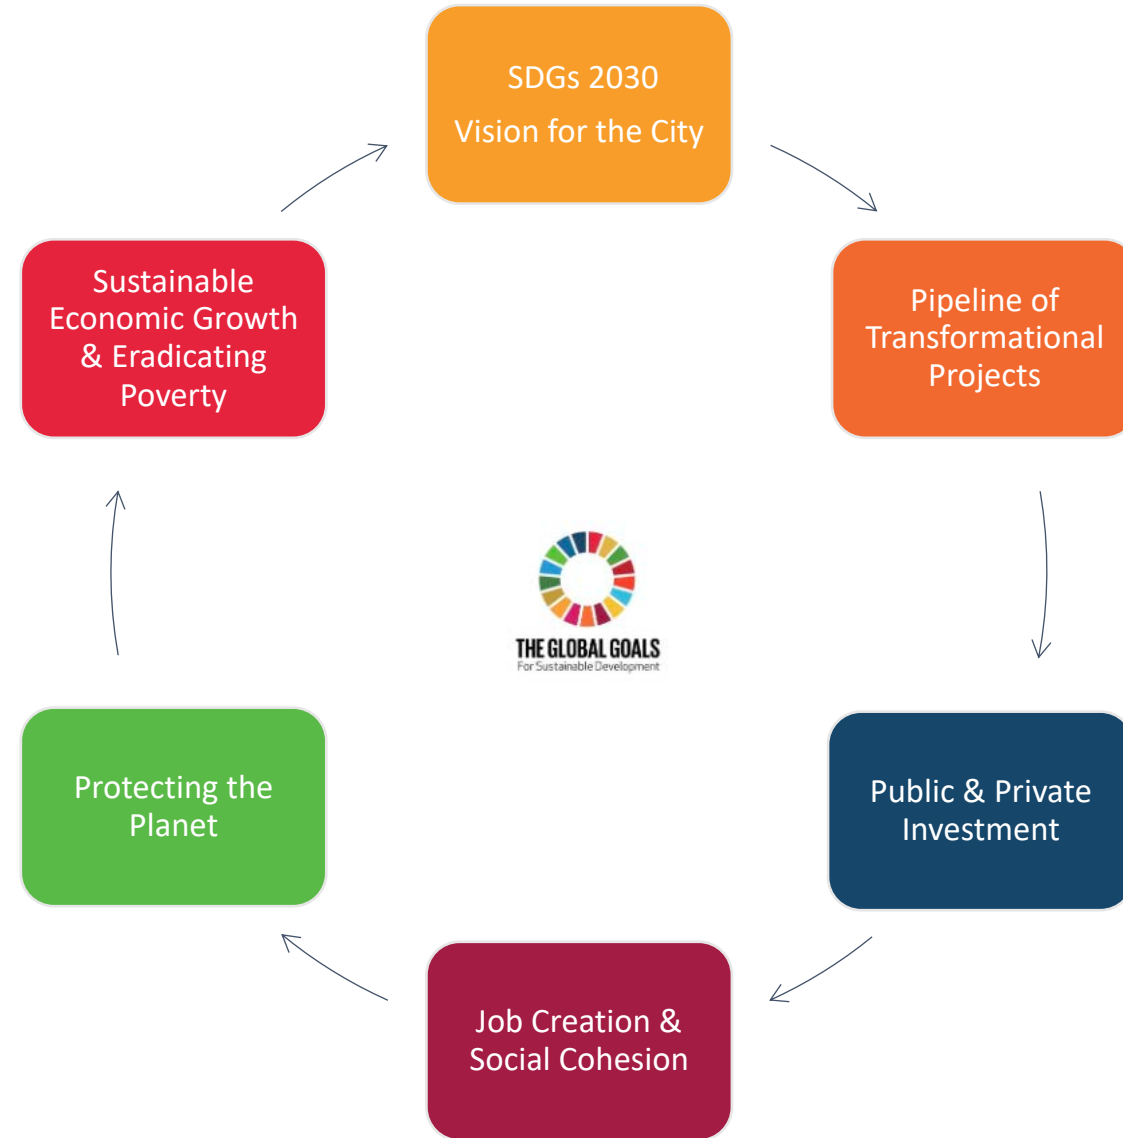 SDGs 2030
Vision for the City
Pipeline of
Transformational
Projects
Public & Private
Investment
Job Creation &
Social Cohesion
Protecting the
Planet
Sustainable
Economic Growth
& Eradicating
Poverty
THE GLOBAL GOALS
For Sustainable Development